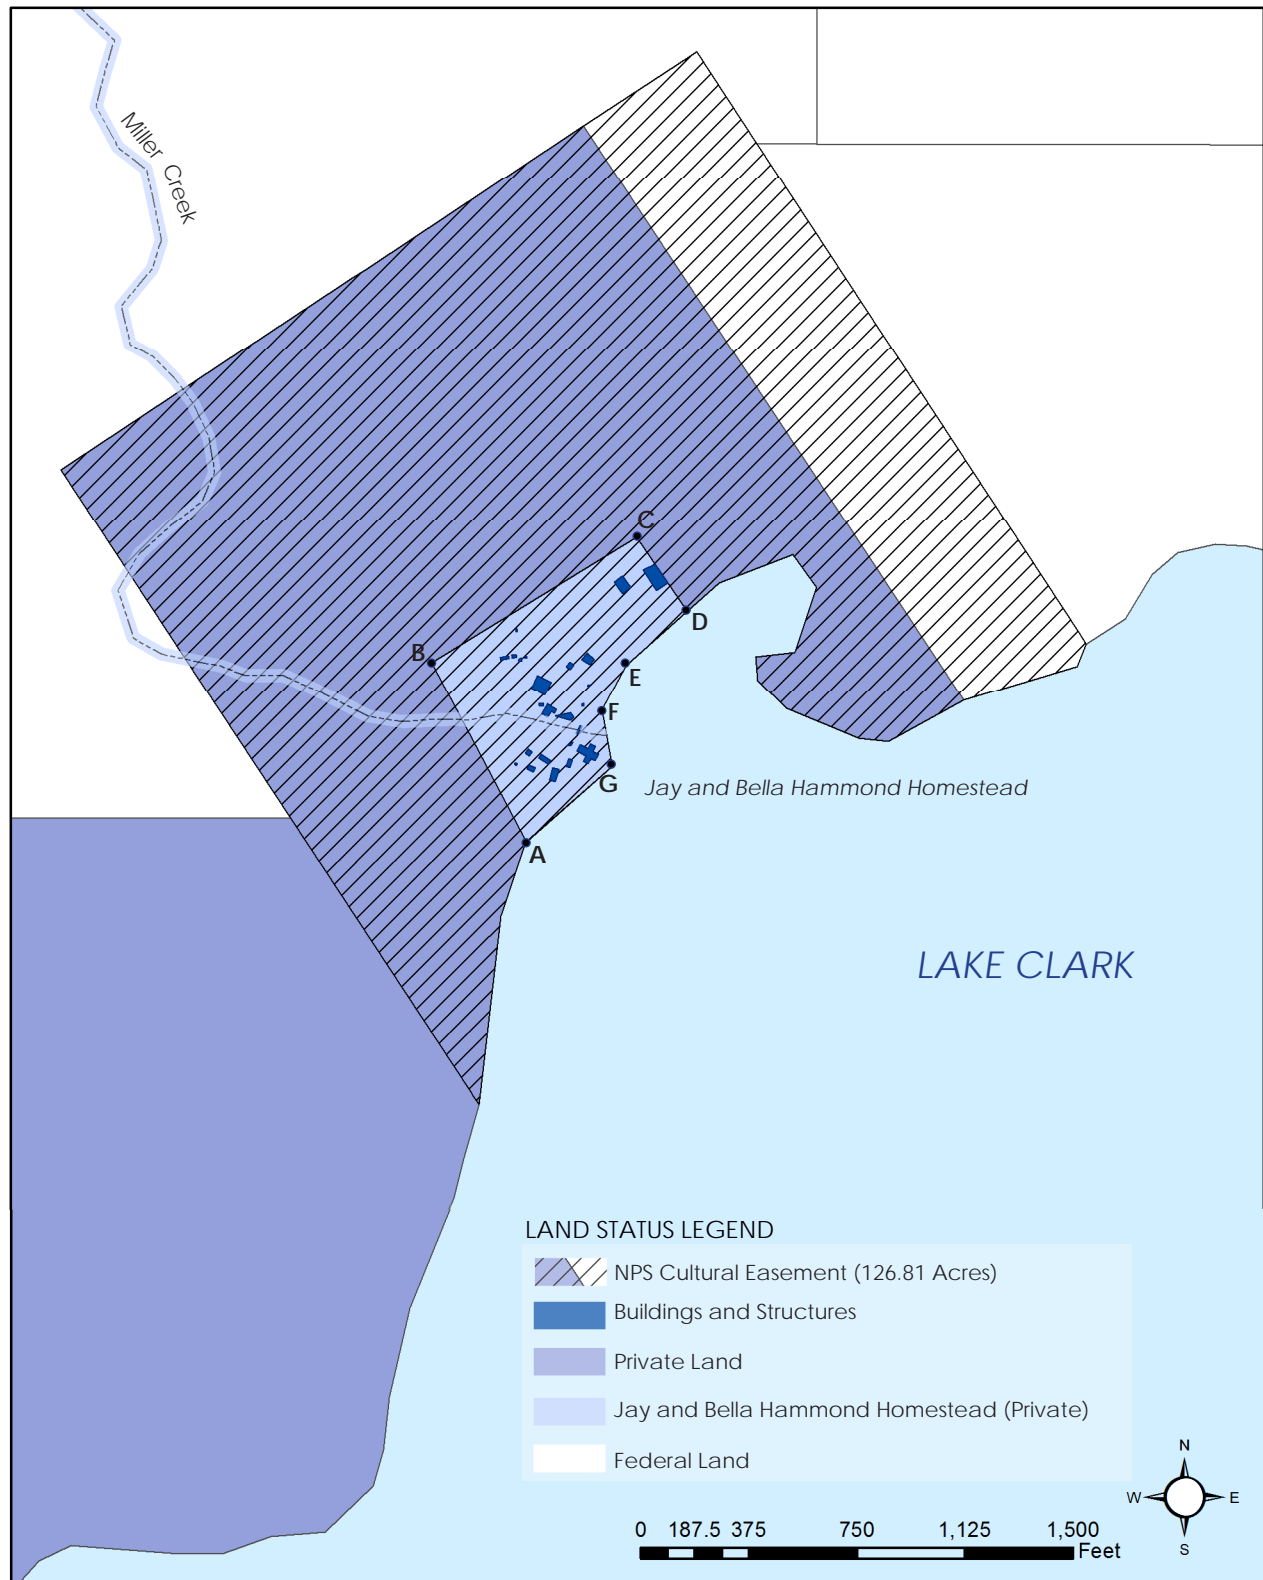 Miller Creek
C
D
B
E
F
G
Jay and Bella Hammond Homestead
A
LAKE CLARK
LAND STATUS LEGEND
NPS Cultural Easement (126.81 Acres)
Buildings and Structures
Private Land
Jay and Bella Hammond Homestead (Private)
Federal Land
N
W E
S
0 187.5 375 750 1,125 1,500
Feet